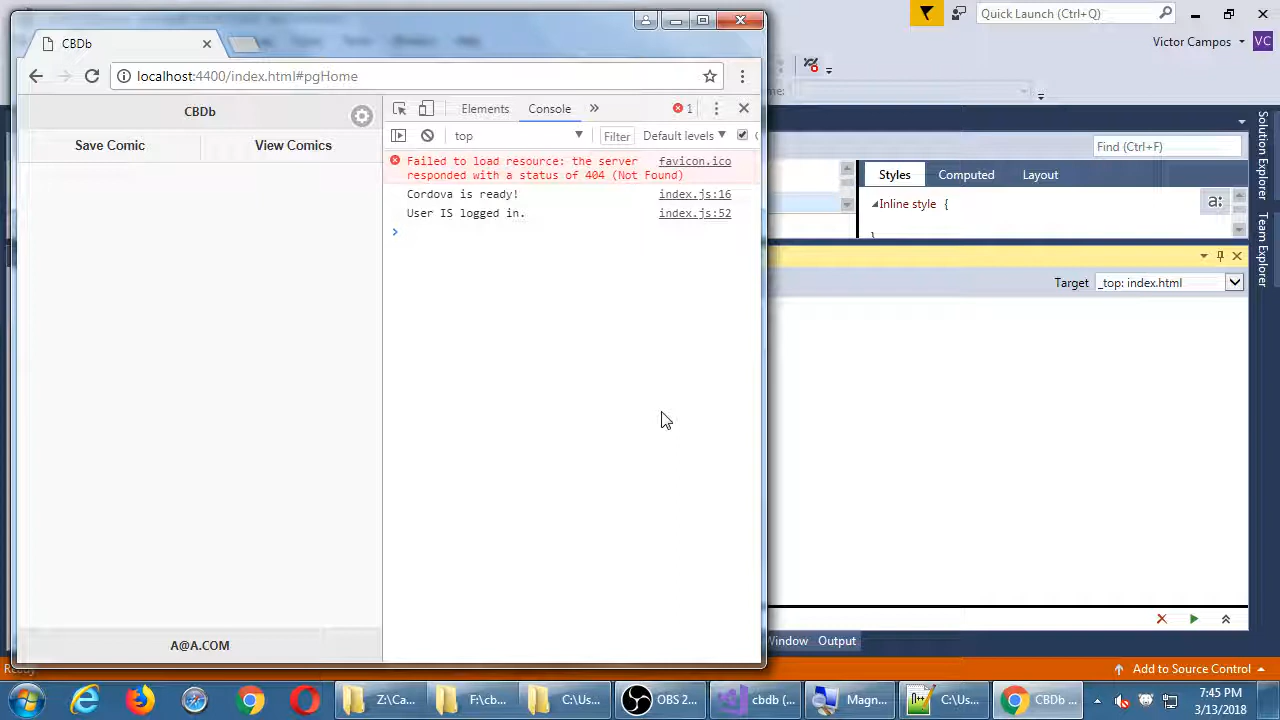 Quick Launch (Ctrl+Q)
CBDb
Victor Campos
VC
localhost:4400/index.html#pgHome
CBDb
Elements
Console
1
Save Comic
View Comics
top
Filter
Default levels
Find (Ctrl+F)
Failed to load resource: the server
responded with a status of 404 (Not Found)
favicon.ico
Cordova is ready!
index.js:16
User IS logged in.
index.js:52
Styles
Computed
Layout
Inline style {
}
Solution Explorer
Team Explorer
Target
_top: index.html
A@A.COM
Window
Output
Ready
Add to Source Control
Z:\Ca...
F:\cb...
C:\Us...
OBS 2...
cbdb (...
Magn...
C:\Us...
CBDb ...
7:45 PM
3/13/2018